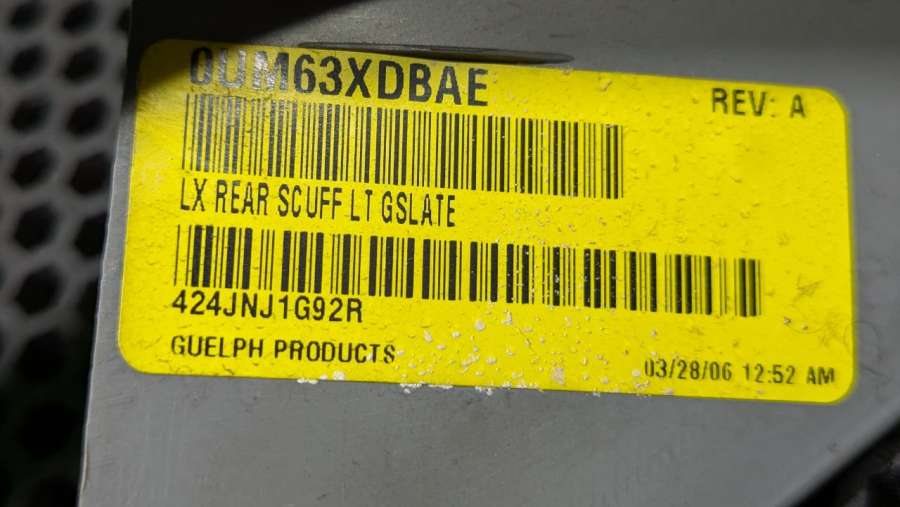 0UM63XDBAE
REV: A
LX REAR SCUFF LT GSLATE
424JNJ1G92R
GUELPH PRODUCTS
03/28/06 12:52 AM